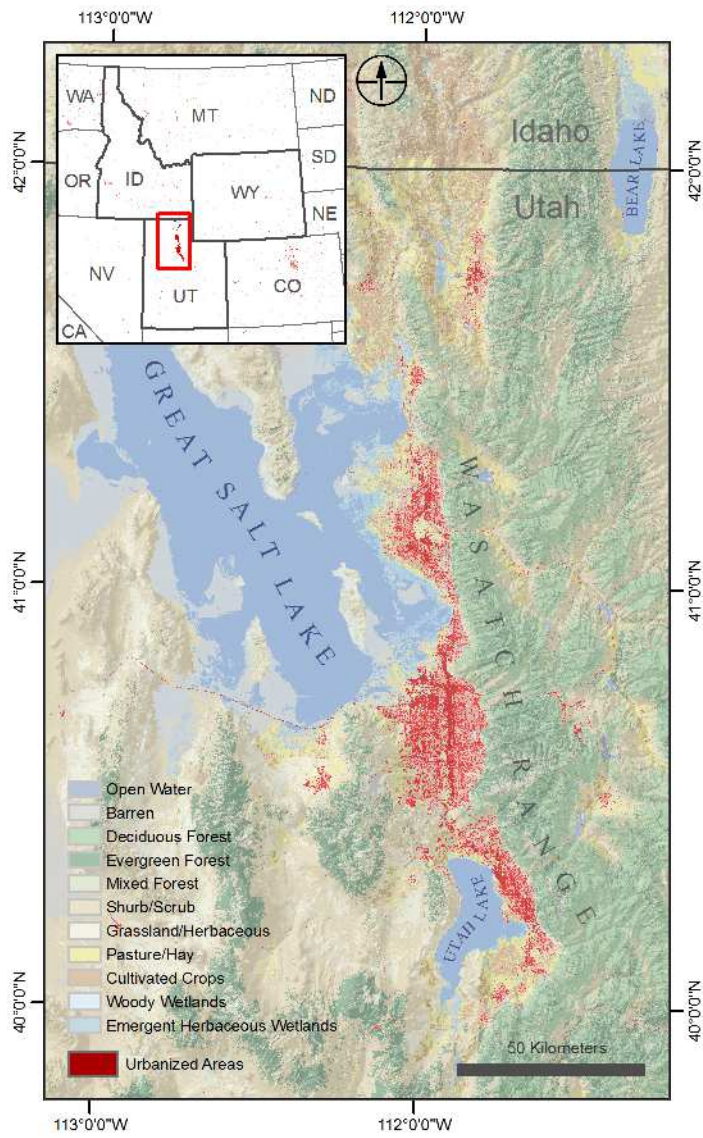 113°0'0"W
112°0'0"W
WA
MT
ND
OR
ID
SD
WY
NE
NV
UT
CO
CA
42°0'0"N
42°0'0"N
Idaho
Utah
BEAR LAKE
GREAT SALT LAKE
WASATCH RANGE
41°0'0"N
41°0'0"N
UTAH LAKE
Open Water
Barren
Deciduous Forest
Evergreen Forest
Mixed Forest
Shurb/Scrub
Grassland/Herbaceous
Pasture/Hay
Cultivated Crops
Woody Wetlands
Emergent Herbaceous Wetlands
Urbanized Areas
40°0'0"N
40°0'0"N
50 Kilometers
113°0'0"W
112°0'0"W